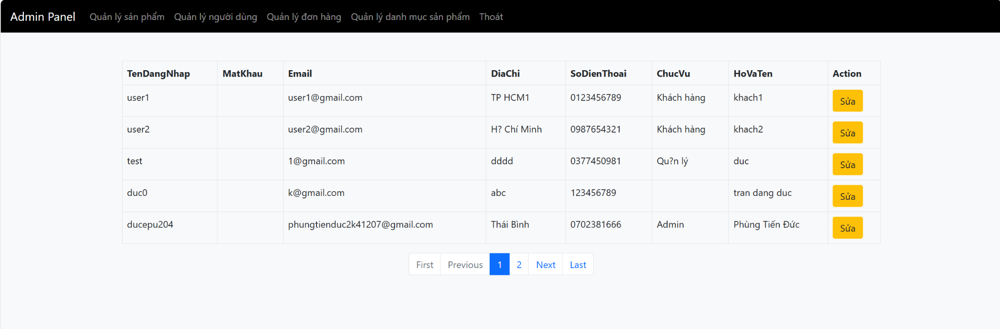 Admin Panel Quản lý sản phẩm Quản lý người dùng Quản lý đơn hàng Quản lý danh mục sản phẩm Thoát
TenDangNhap MatKhau Email DiaChi SoDienThoai ChucVu HoVaTen Action
user1 user1@gmail.com TP HCM1 0123456789 Khách hàng khach1 Sửa
user2 user2@gmail.com H? Chí Minh 0987654321 Khách hàng khach2 Sửa
test 1@gmail.com dddd 0377450981 Qu?n lý duc Sửa
duc0 k@gmail.com abc 123456789 tran dang duc Sửa
ducepu204 phungtienduc2k41207@gmail.com Thái Bình 0702381666 Admin Phùng Tiến Đức Sửa
First Previous 1 2 Next Last